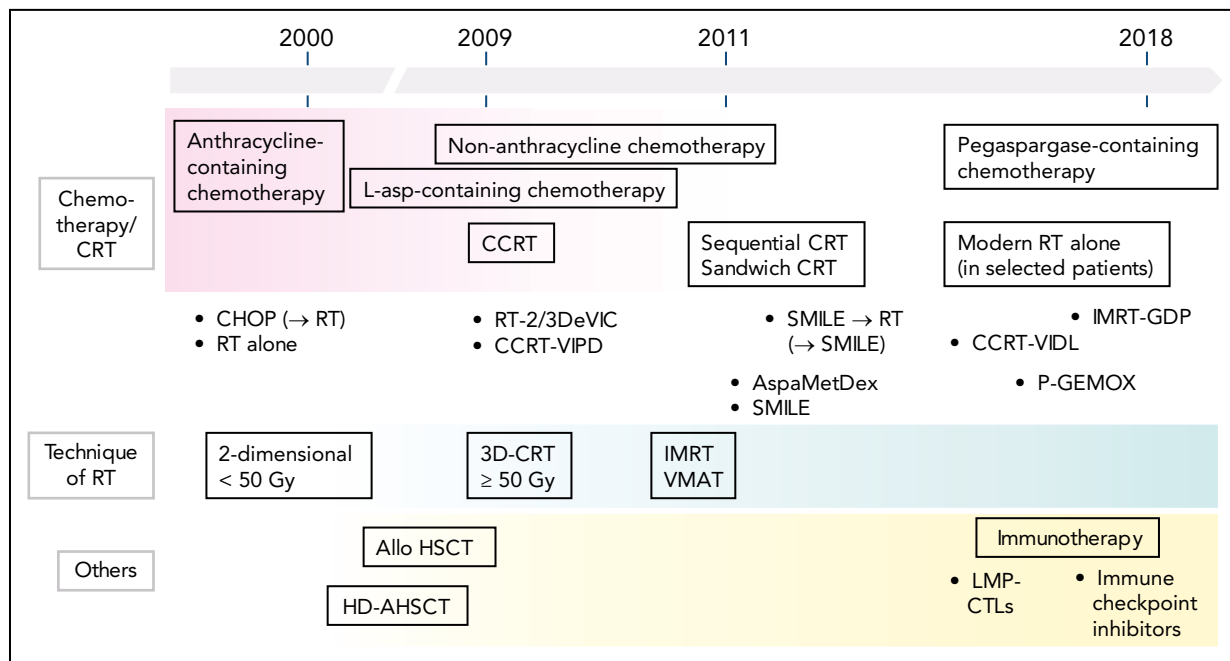 2000
2009
2011
2018
Chemo-
therapy/
CRT
Anthracycline-
containing
chemotherapy
Non-anthracycline chemotherapy
L-asp-containing chemotherapy
CCRT
Sequential CRT
Sandwich CRT
Pegaspargase-containing
chemotherapy
Modern RT alone
(in selected patients)
• CHOP (→ RT)
• RT alone
• RT-2/3DeVIC
• CCRT-VIPD
• SMILE → RT
(→ SMILE)
• AspaMetDex
• SMILE
• IMRT-GDP
• CCRT-VIDL
• P-GEMOX
Technique
of RT
2-dimensional
< 50 Gy
3D-CRT
≥ 50 Gy
IMRT
VMAT
Others
Allo HSCT
HD-AHSCT
Immunotherapy
• LMP-
CTLs
• Immune
checkpoint
inhibitors